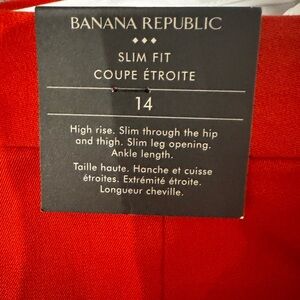 BANANA REPUBLIC
SLIM FIT
COUPE ÉTROITE
14
High rise. Slim through the hip
and thigh. Slim leg opening.
Ankle length.
Taille haute. Hanche et cuisse
étroites. Extrémité étroite.
Longueur cheville.